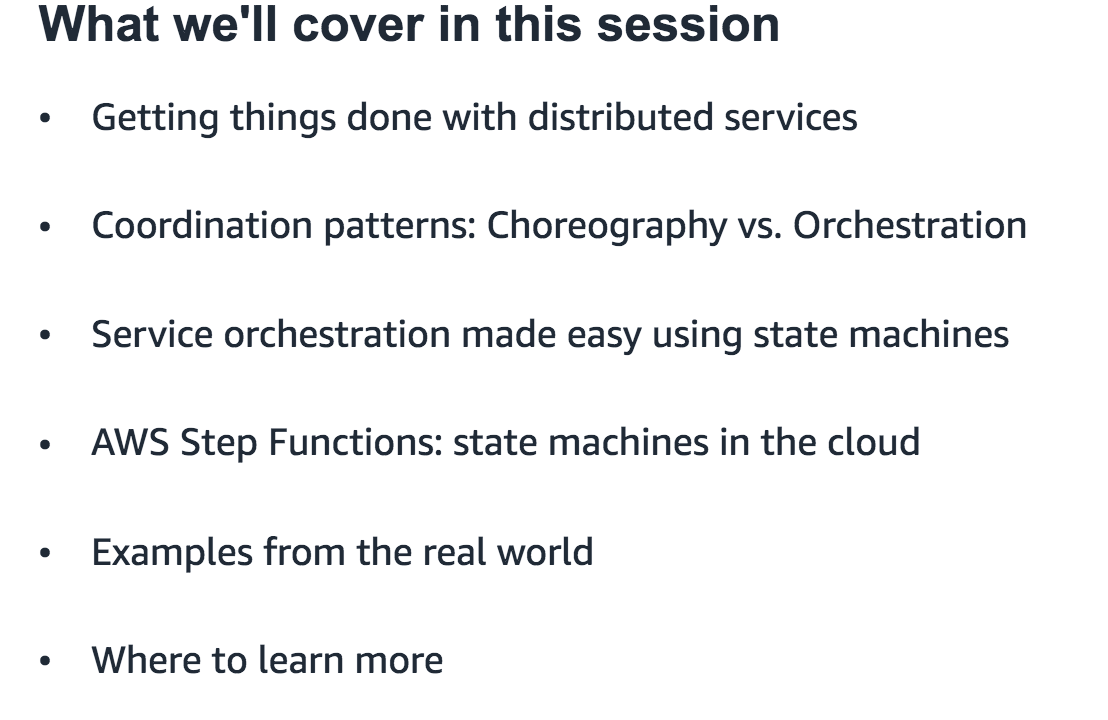 What we'll cover in this session
• Getting things done with distributed services
• Coordination patterns: Choreography vs. Orchestration
• Service orchestration made easy using state machines
• AWS Step Functions: state machines in the cloud
• Examples from the real world
• Where to learn more